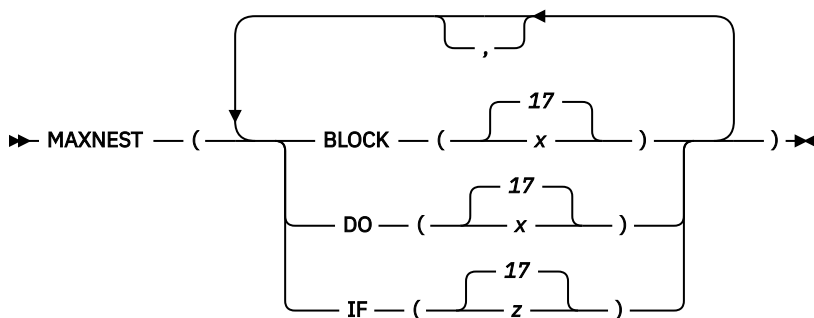 ,
17
MAXNEST ( BLOCK ( x ) )
17
DO ( x )
17
IF ( z )